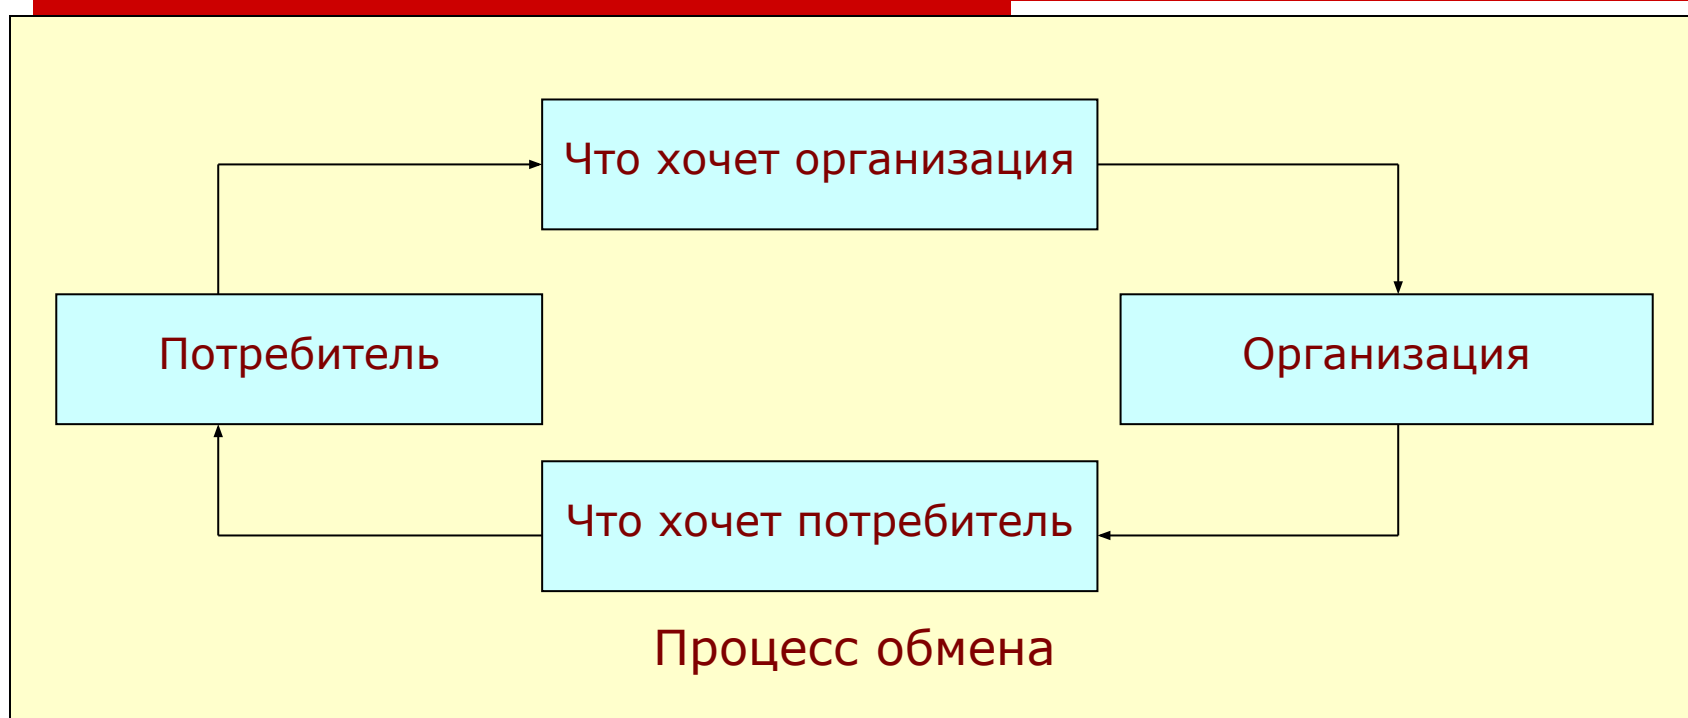 Что хочет организация
Потребитель
Организация
Что хочет потребитель
Процесс обмена